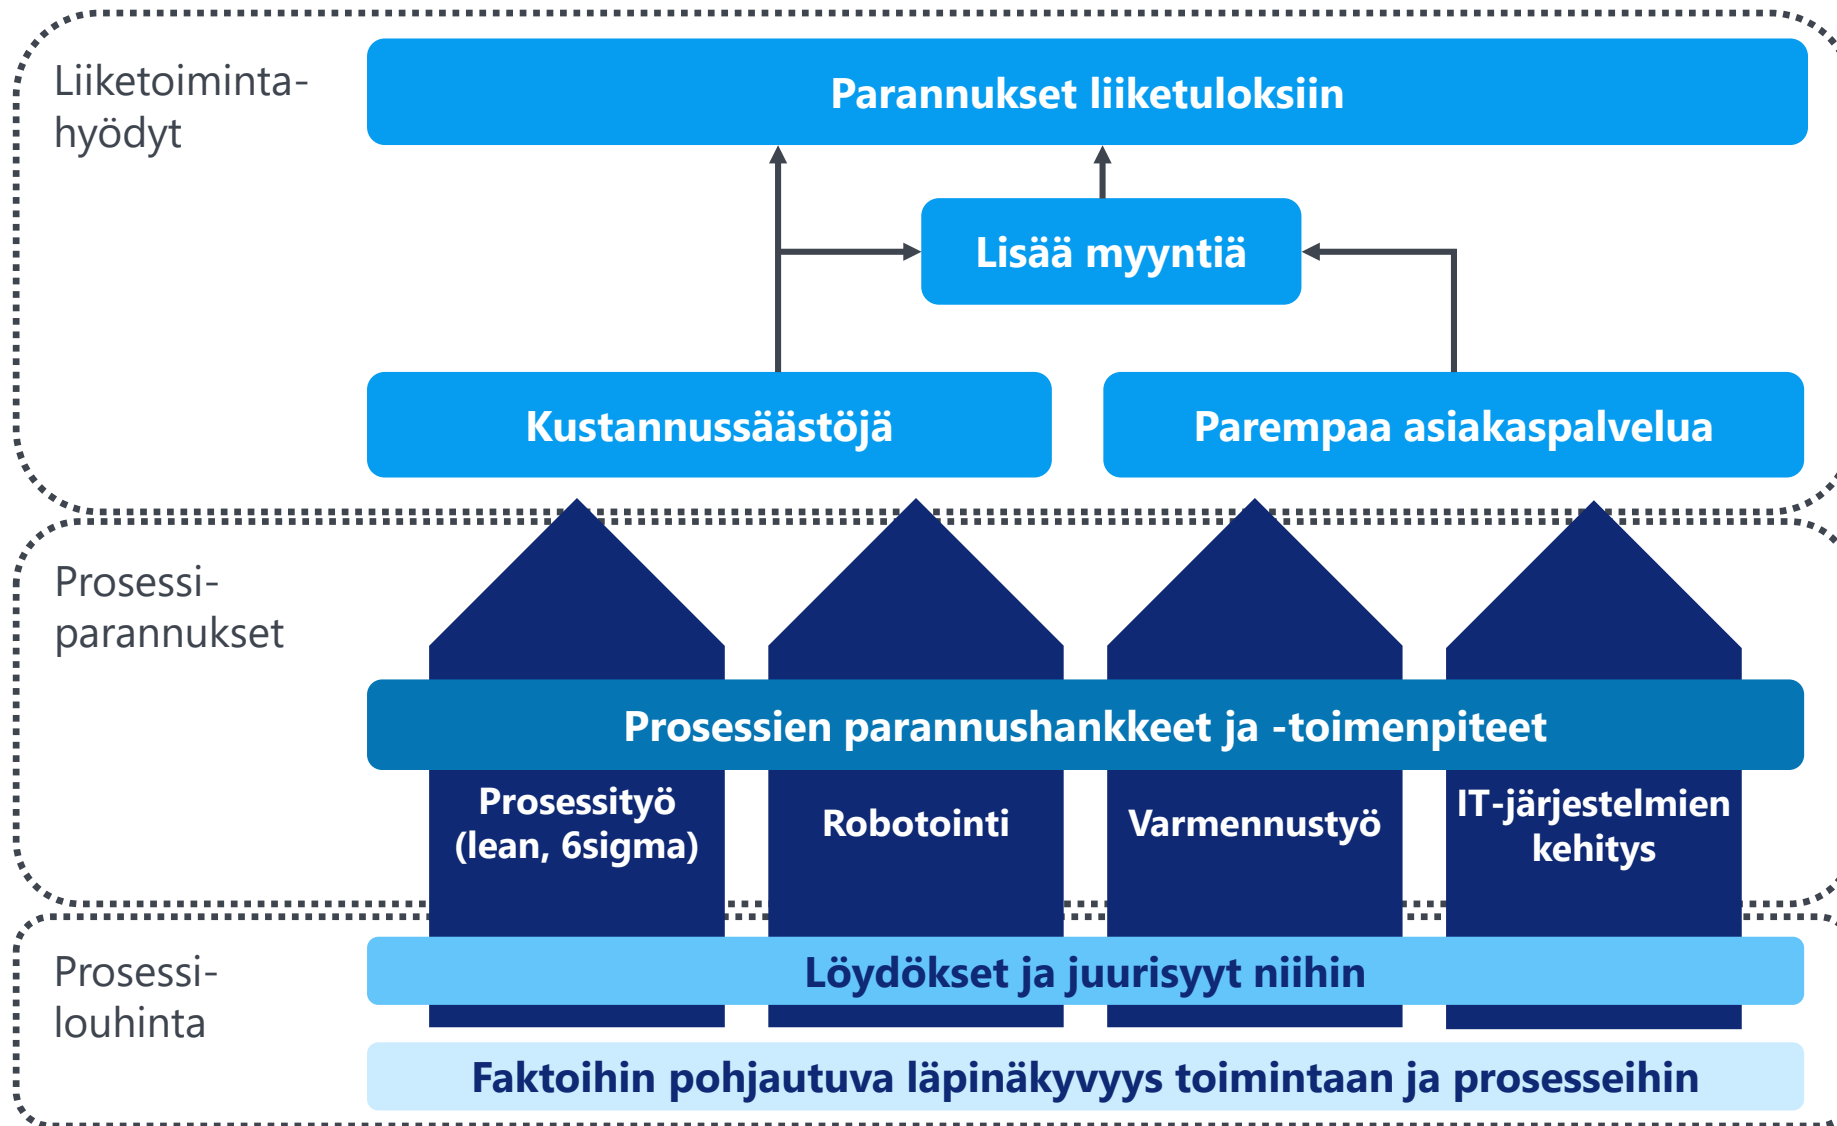 Liiketoiminta-
hyödyt
Parannukset liiketuloksiin
Lisää myyntiä
Kustannussäästöjä
Parempaa asiakaspalvelua
Prosessi-
parannukset
Prosessien parannushankkeet ja -toimenpiteet
Prosessityö
(lean, 6sigma)
Robotointi
Varmennustyö
IT-järjestelmien
kehitys
Prosessi-
louhinta
Löydökset ja juurisyyt niihin
Faktoihin pohjautuva läpinäkyvyys toimintaan ja prosesseihin